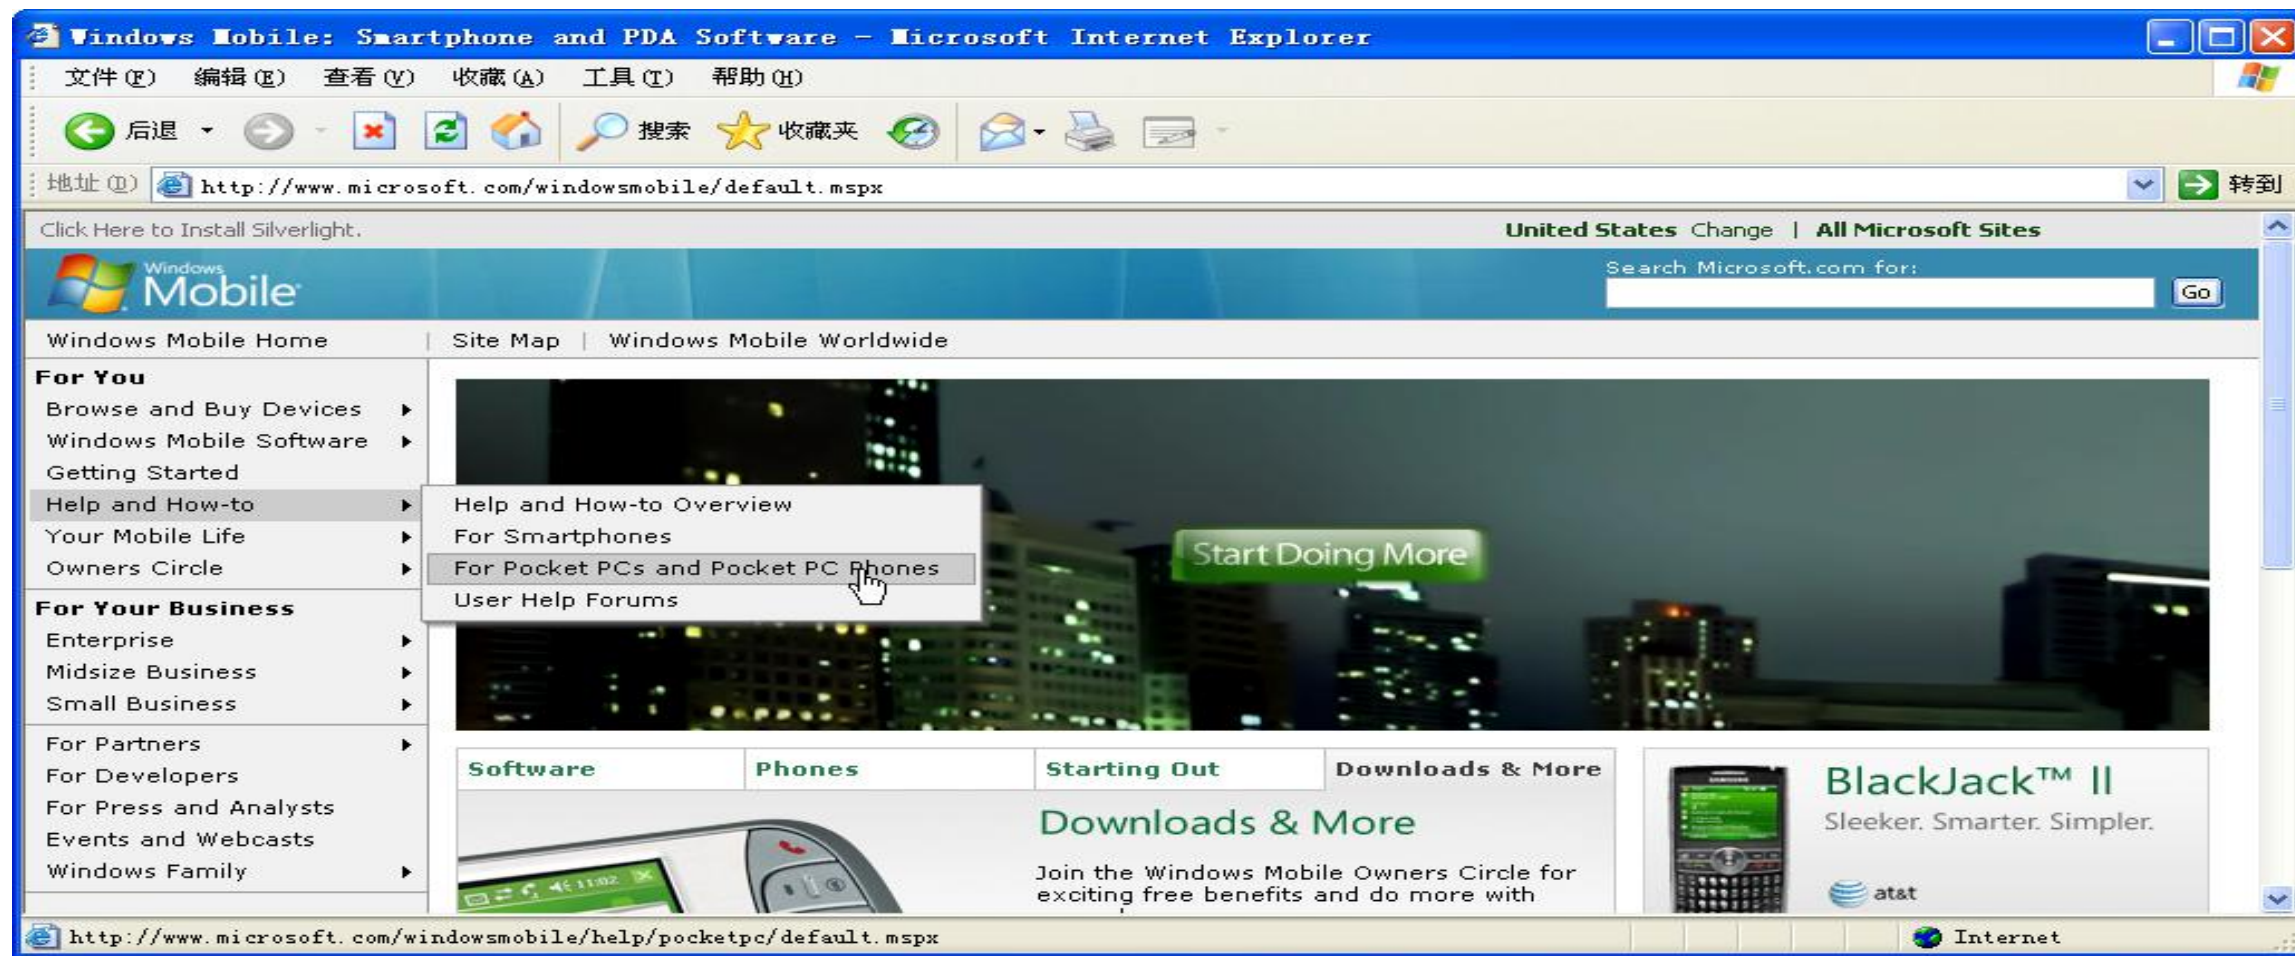 Windows Mobile: Smartphone and PDA Software - Microsoft Internet Explorer
文件(F) 编辑(E) 查看(V) 收藏(A) 工具(T) 帮助(H)
后退 搜索 收藏夹
地址(D) http://www.microsoft.com/windowsmobile/default.mspx 转到
Click Here to Install Silverlight. United States Change | All Microsoft Sites
Windows Mobile
Search Microsoft.com for:
Go
Windows Mobile Home | Site Map | Windows Mobile Worldwide
For You
Browse and Buy Devices
Windows Mobile Software
Getting Started
Help and How-to
Your Mobile Life
Owners Circle
Help and How-to Overview
For Smartphones
For Pocket PCs and Pocket PC Phones
User Help Forums
Start Doing More
For Your Business
Enterprise
Midsize Business
Small Business
For Partners
For Developers
For Press and Analysts
Events and Webcasts
Windows Family
Software Phones Starting Out Downloads & More
Downloads & More
Join the Windows Mobile Owners Circle for
exciting free benefits and do more with
11:02
BlackJack™ II
Sleeker. Smarter. Simpler.
at&t
http://www.microsoft.com/windowsmobile/help/pocketpc/default.mspx Internet